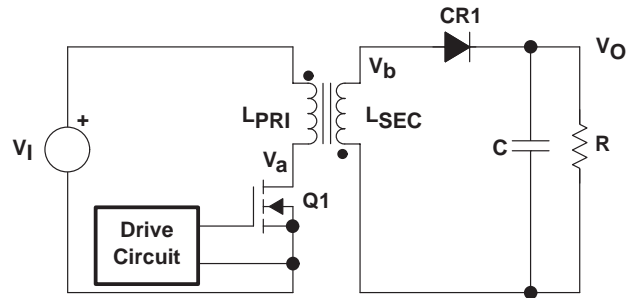 CR1
V_O
V_b
+
L_PRI
L_SEC
V_I
V_a
C
R
Q1
Drive
Circuit